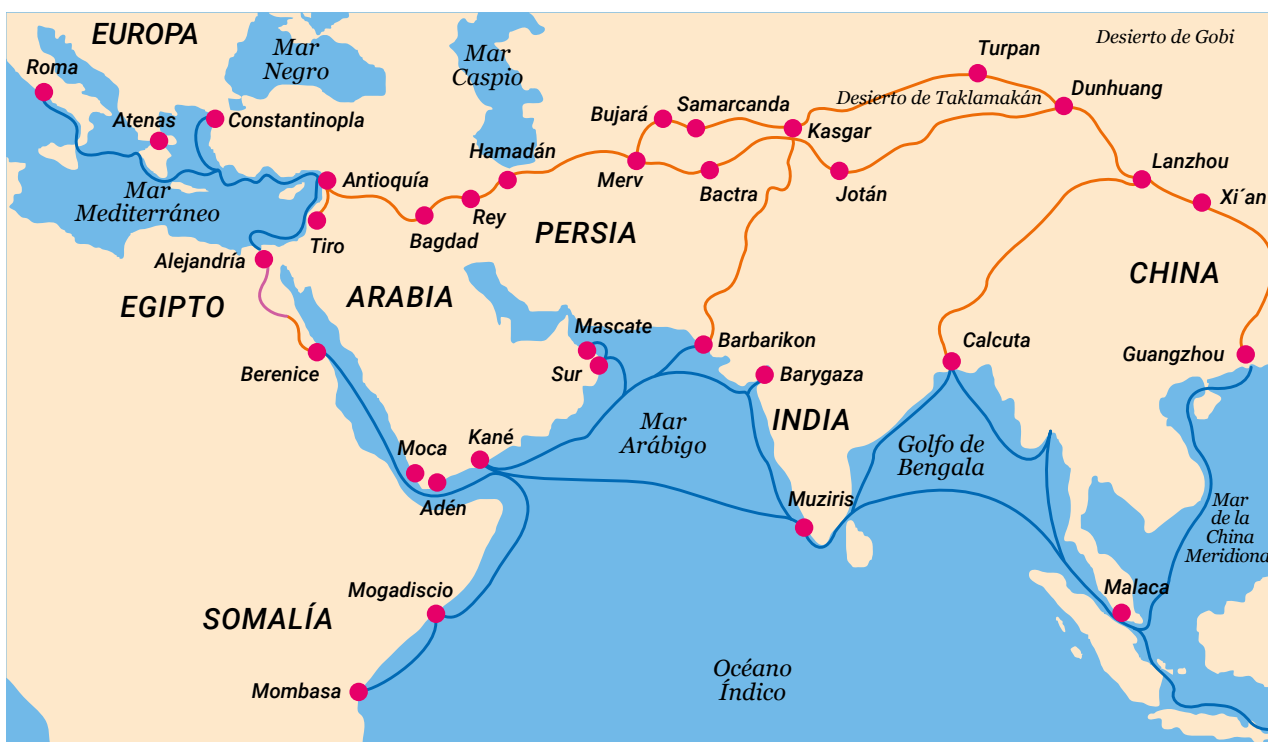 EUROPA
Mar
Negro
Mar
Caspio
Desierto de Gobi
Turpan
Roma
Atenas
Constantinopla
Bujará
Samarcanda
Desierto de Taklamakán
Dunhuang
Kasgar
Hamadán
Merv
Bactra
Jotán
Lanzhou
Xi´an
Antioquía
Mar
Mediterráneo
Rey
Bagdad
PERSIA
Tiro
Alejandría
EGIPTO
ARABIA
CHINA
Mascate
Sur
Barbarikon
Barygaza
Calcuta
Guangzhou
Berenice
INDIA
Mar
Arábigo
Golfo de
Bengala
Moca
Kané
Adén
Muziris
Mar
de la
China
Meridiona
Mogadiscio
SOMALÍA
Malaca
Mombasa
Océano
Índico